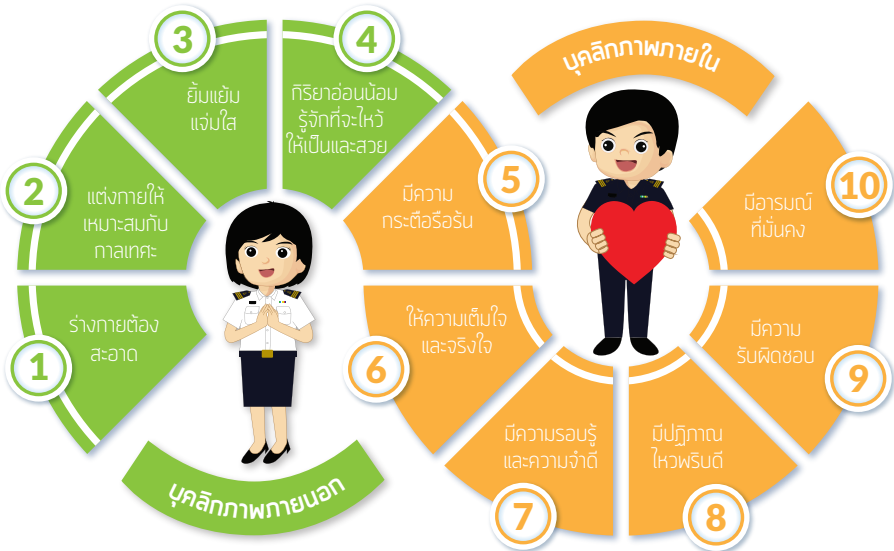 บุคลิกภาพภายนอก
1
ร่างกายต้อง
สะอาด
2
แต่งกายให้
เหมาะสมกับ
กาลเทศะ
3
ยิ้มแย้ม
แจ่มใส
4
กิริยาอ่อนน้อม
รู้จักที่จะไหว้
ให้เป็นและสวย
บุคลิกภาพภายใน
5
มีความ
กระตือรือร้น
6
ให้ความเต็มใจ
และจริงใจ
7
มีความรอบรู้
และความจำดี
8
มีปฏิภาณ
ไหวพริบดี
9
มีความ
รับผิดชอบ
10
มีอารมณ์
ที่มั่นคง